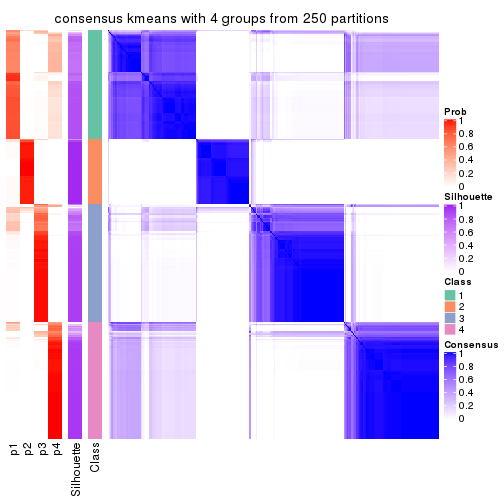 consensus kmeans with 4 groups from 250 partitions
Prob
1
0.8
0.6
0.4
0.2
0
Silhouette
1
0.8
0.6
0.4
0.2
0
Class
1
2
3
4
Consensus
1
0.8
0.6
0.4
0.2
0
p1
p2
p3
p4
Silhouette
Class